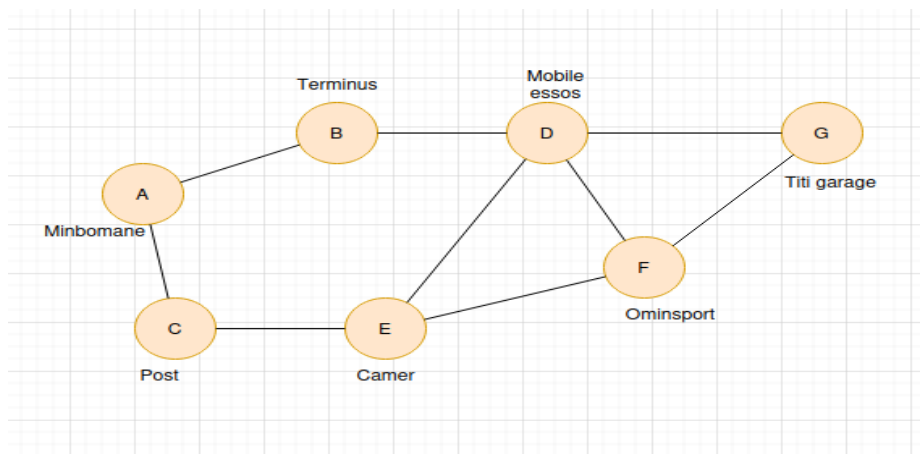 Mobile
essos
Terminus
B
D
G
Titi garage
A
Minbomane
F
Ominsport
C
E
Post
Camer